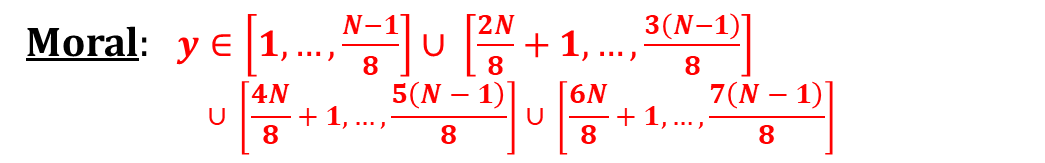 Moral: y ∈ [1, … , N−1/8] ∪ [2N/8 + 1, … , 3(N−1)/8]
∪ [4N/8 + 1, … , 5(N − 1)/8] ∪ [6N/8 + 1, … , 7(N − 1)/8]